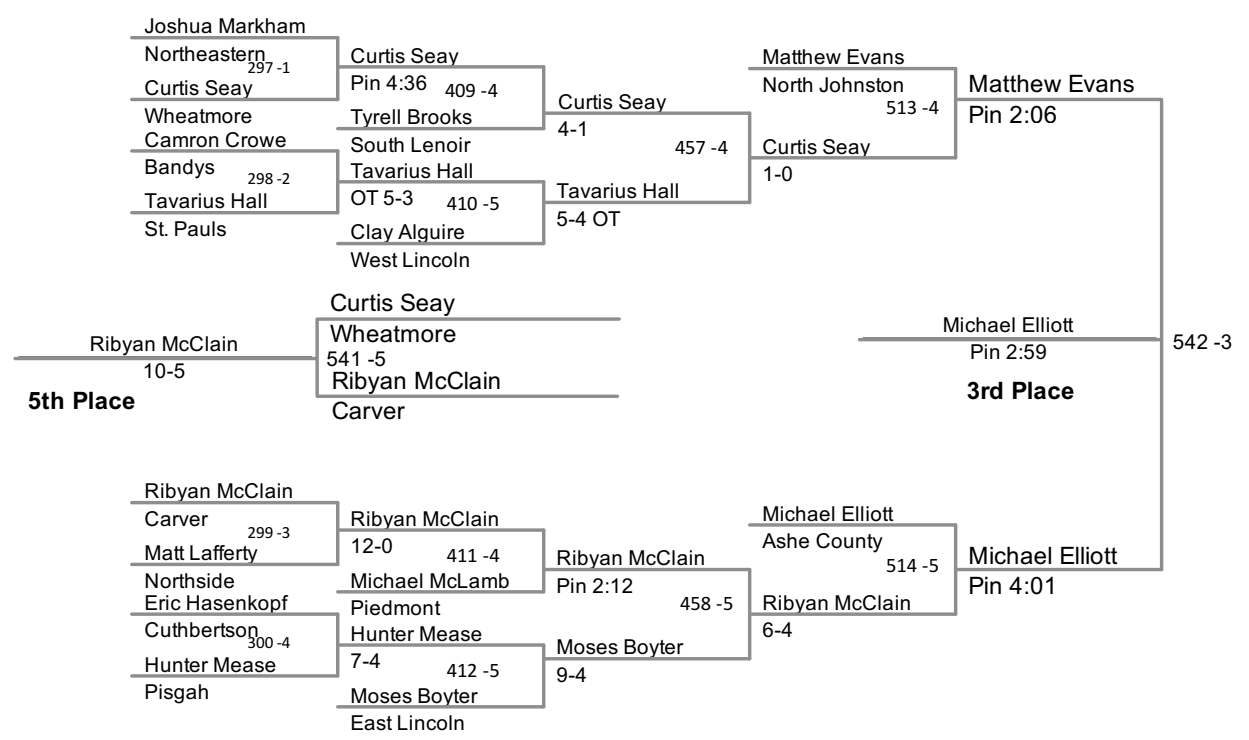 Joshua Markham
Northeastern
297 -1
Curtis Seay
Wheatmore
Camron Crowe
Bandys
298 -2
Tavarius Hall
St. Pauls
Curtis Seay
Pin 4:36
409 -4
Tyrell Brooks
South Lenoir
Tavarius Hall
OT 5-3
410 -5
Clay Alguire
West Lincoln
Curtis Seay
4-1
457 -4
Tavarius Hall
5-4 OT
Matthew Evans
North Johnston
513 -4
Curtis Seay
1-0
Matthew Evans
Pin 2:06
Curtis Seay
Wheatmore
541 -5
Ribyan McClain
Carver
Ribyan McClain
10-5
5th Place
Michael Elliott
Pin 2:59
3rd Place
542 -3
Ribyan McClain
Carver
299 -3
Matt Lafferty
Northside
Eric Hasenkopf
Cuthbertson
300 -4
Hunter Mease
Pisgah
Ribyan McClain
12-0
411 -4
Michael McLamb
Piedmont
Hunter Mease
7-4
412 -5
Moses Boyter
East Lincoln
Ribyan McClain
Pin 2:12
458 -5
Moses Boyter
9-4
Michael Elliott
Ashe County
514 -5
Ribyan McClain
6-4
Michael Elliott
Pin 4:01